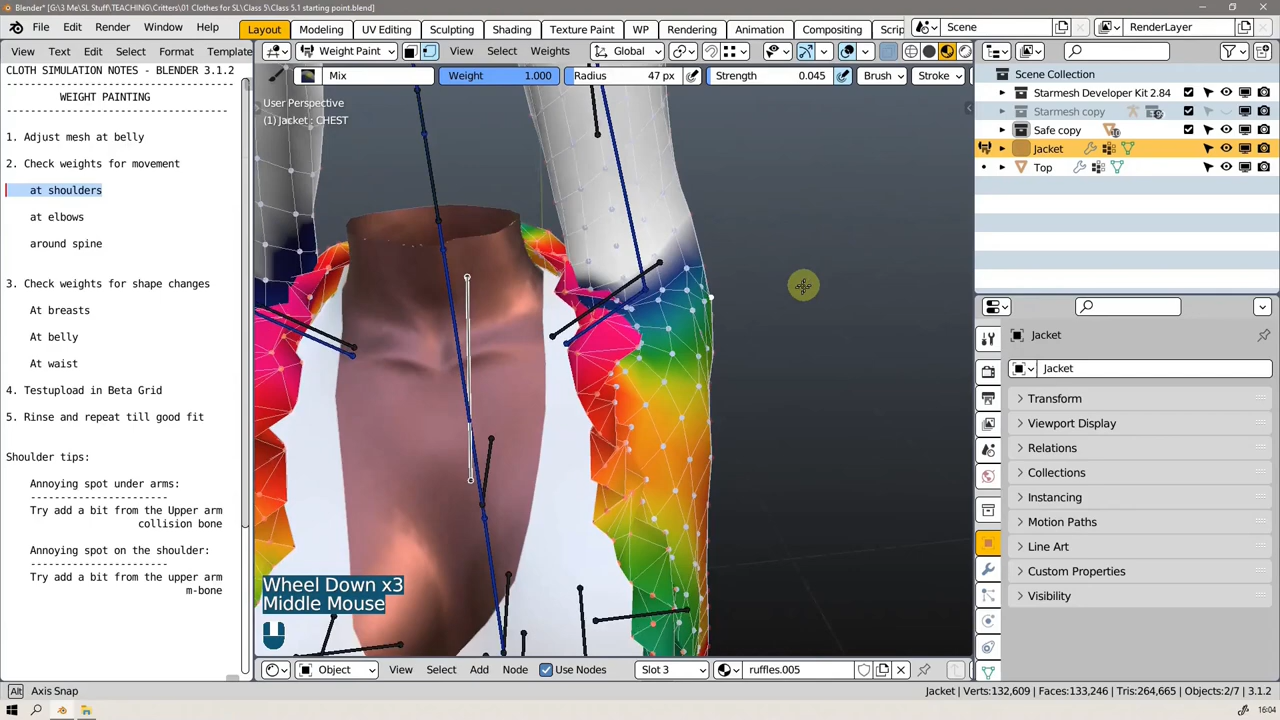 Blender* [G:\3 Me\SL Stuff\TEACHING\Critters\01 Clothes for SL\Class 5\Class 5.1 starting point.blend]
File Edit Render Window Help Layout Modeling UV Editing Sculpting Shading Texture Paint WP Rendering Animation Compositing Scrip Scene RenderLayer
View Text Edit Select Format Template Weight Paint View Select Weights Global
Mix Weight 1.000 Radius 47 px Strength 0.045 Brush Stroke
CLOTH SIMULATION NOTES - BLENDER 3.1.2
WEIGHT PAINTING
1. Adjust mesh at belly
2. Check weights for movement
at shoulders
at elbows
around spine
3. Check weights for shape changes
At breasts
At belly
At waist
4. Testupload in Beta Grid
5. Rinse and repeat till good fit
Shoulder tips:
Annoying spot under arms:
Try add a bit from the Upper arm
collision bone
Annoying spot on the shoulder:
Try add a bit from the upper arm
m-bone
User Perspective
(1) Jacket : CHEST
Wheel Down x3
Middle Mouse
Scene Collection
Starmesh Developer Kit 2.84
Starmesh copy
Safe copy
Jacket
Top
Jacket
Jacket
Transform
Viewport Display
Relations
Collections
Instancing
Motion Paths
Line Art
Custom Properties
Visibility
Object View Select Add Node Use Nodes Slot 3 ruffles.005
Alt Axis Snap Jacket | Verts:132,609 | Faces:133,246 | Tris:264,665 | Objects:2/7 | 3.1.2
16:04